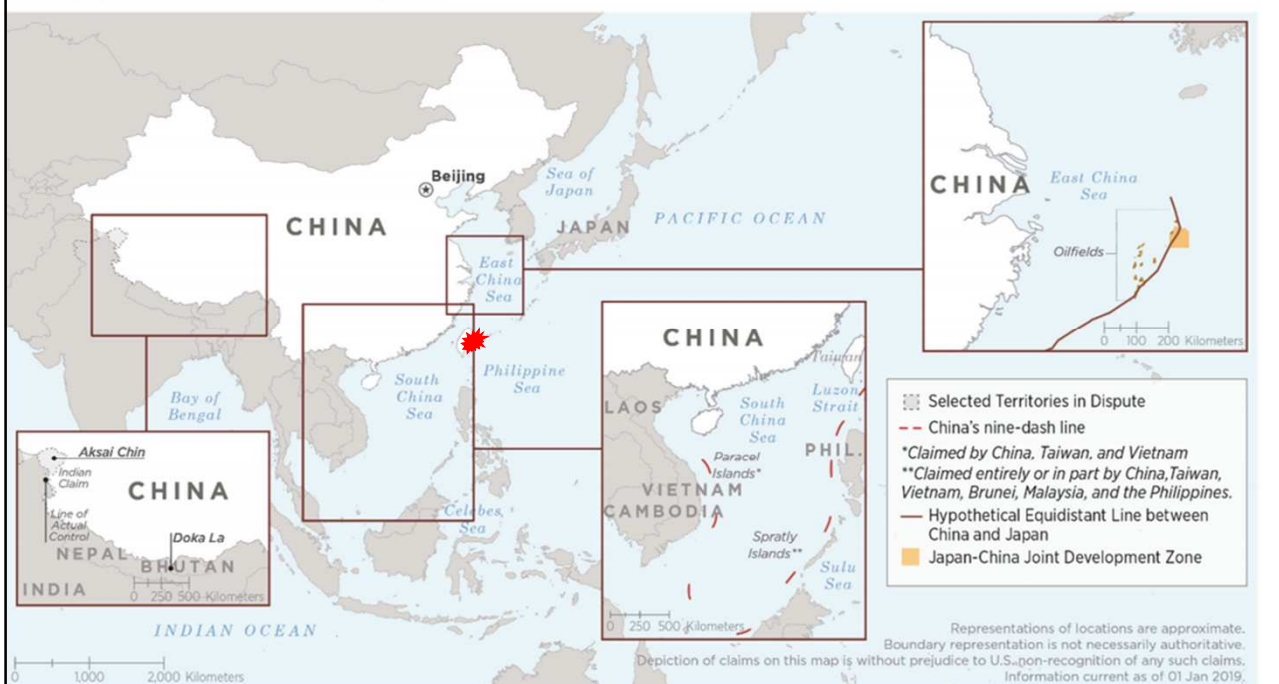 Beijing
CHINA
Sea of
Japan
JAPAN
PACIFIC OCEAN
East
China
Sea
South
China
Sea
Philippine
Sea
Bay of
Bengal
Celebes
Sea
INDIAN OCEAN
0 1,000 2,000 Kilometers
Aksai Chin
Indian
Claim
CHINA
Line of
Actual
Control
Doka La
NEPAL
BHUTAN
INDIA
0 250 500 Kilometers
CHINA
Taiwan
LAOS
South
China
Sea
Luzon
Strait
PHIL.
Paracel
Islands*
VIETNAM
CAMBODIA
Spratly
Islands**
Sulu
Sea
0 250 500 Kilometers
CHINA
East China
Sea
Oilfields
0 100 200 Kilometers
Selected Territories in Dispute
China's nine-dash line
*Claimed by China, Taiwan, and Vietnam
**Claimed entirely or in part by China,Taiwan,
Vietnam, Brunei, Malaysia, and the Philippines.
Hypothetical Equidistant Line between
China and Japan
Japan-China Joint Development Zone
Representations of locations are approximate.
Boundary representation is not necessarily authoritative.
Depiction of claims on this map is without prejudice to U.S. non-recognition of any such claims.
Information current as of 01 Jan 2019.